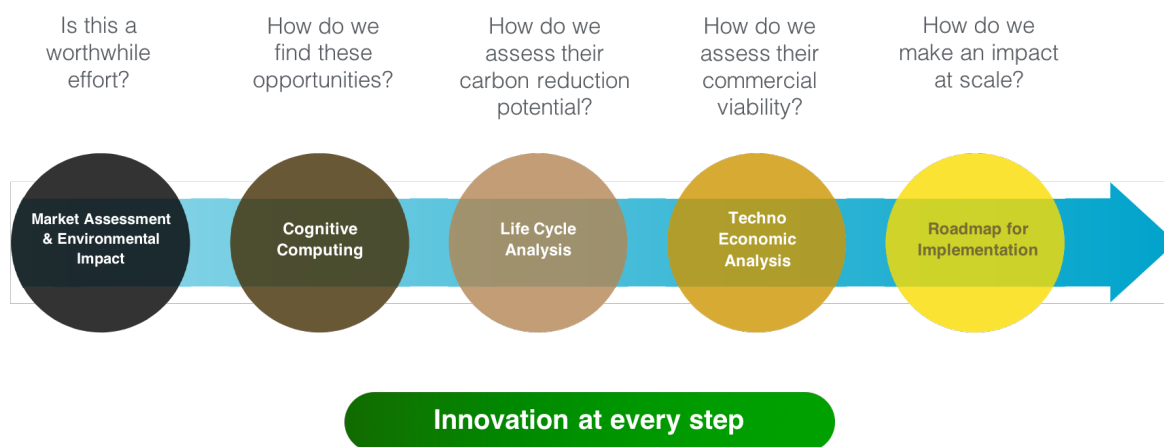 Is this a
worthwhile
effort?
How do we
find these
opportunities?
How do we
assess their
carbon reduction
potential?
How do we
assess their
commercial
viability?
How do we
make an impact
at scale?
Market Assessment
& Environmental
Impact
Cognitive
Computing
Life Cycle
Analysis
Techno
Economic
Analysis
Roadmap for
Implementation
Innovation at every step